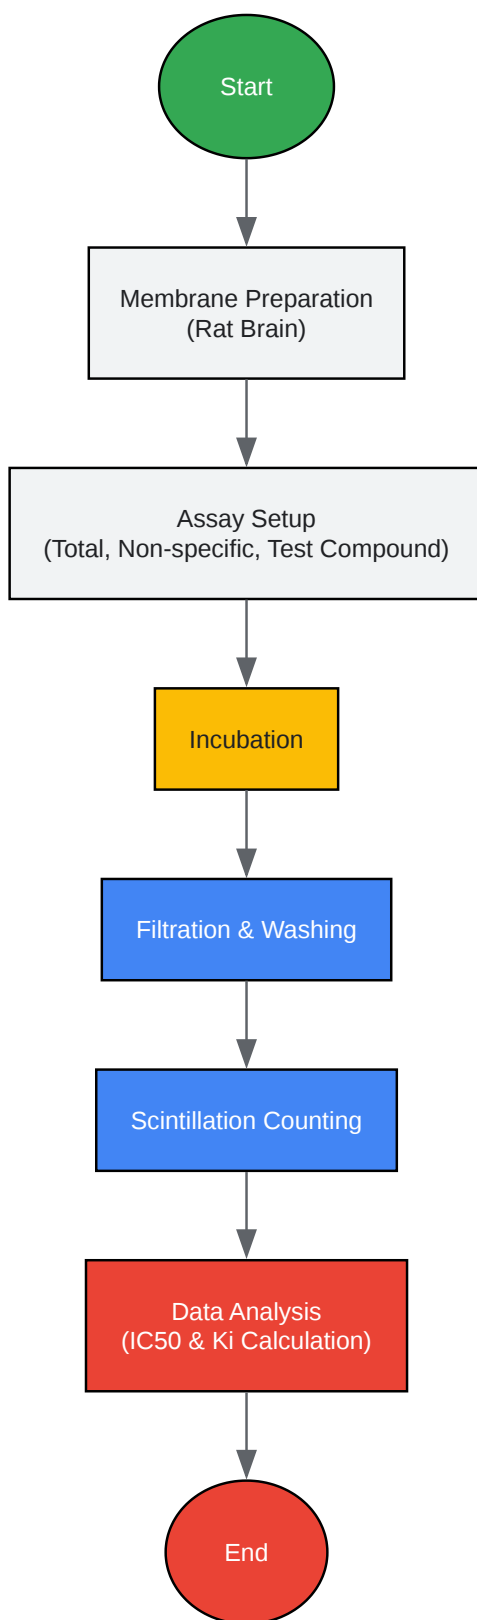 Start
Membrane Preparation
(Rat Brain)
Assay Setup
(Total, Non-specific, Test Compound)
Incubation
Filtration & Washing
Scintillation Counting
Data Analysis
(IC50 & Ki Calculation)
End